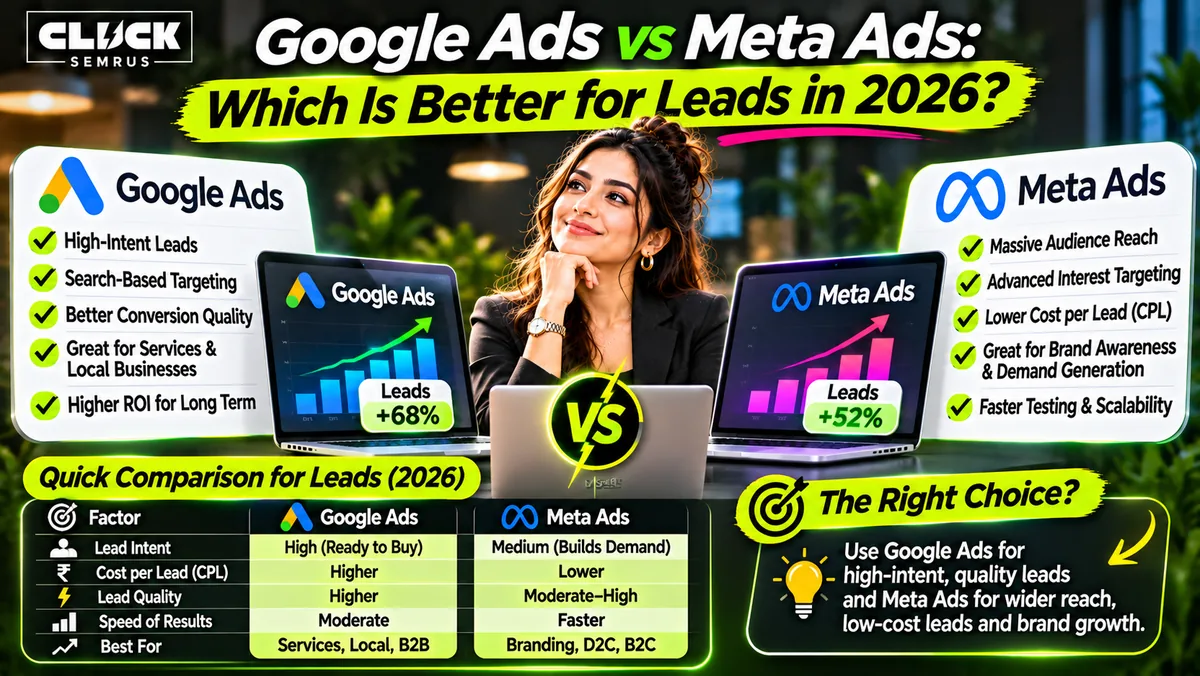 CLICK
SEMRUS
Google Ads vs Meta Ads:
Which Is Better for Leads in 2026?
Google Ads
High-Intent Leads
Search-Based Targeting
Better Conversion Quality
Great for Services &
Local Businesses
Higher ROI for Long Term
Google Ads
Leads
+68%
VS
Meta Ads
Leads
+52%
Meta Ads
Massive Audience Reach
Advanced Interest Targeting
Lower Cost per Lead (CPL)
Great for Brand Awareness
& Demand Generation
Faster Testing & Scalability
Quick Comparison for Leads (2026)
Factor Google Ads Meta Ads
Lead Intent High (Ready to Buy) Medium (Builds Demand)
₹ Cost per Lead (CPL) Higher Lower
Lead Quality Higher Moderate–High
Speed of Results Moderate Faster
Best For Services, Local, B2B Branding, D2C, B2C
The Right Choice?
Use Google Ads for
high-intent, quality leads
and Meta Ads for wider reach,
low-cost leads and brand growth.